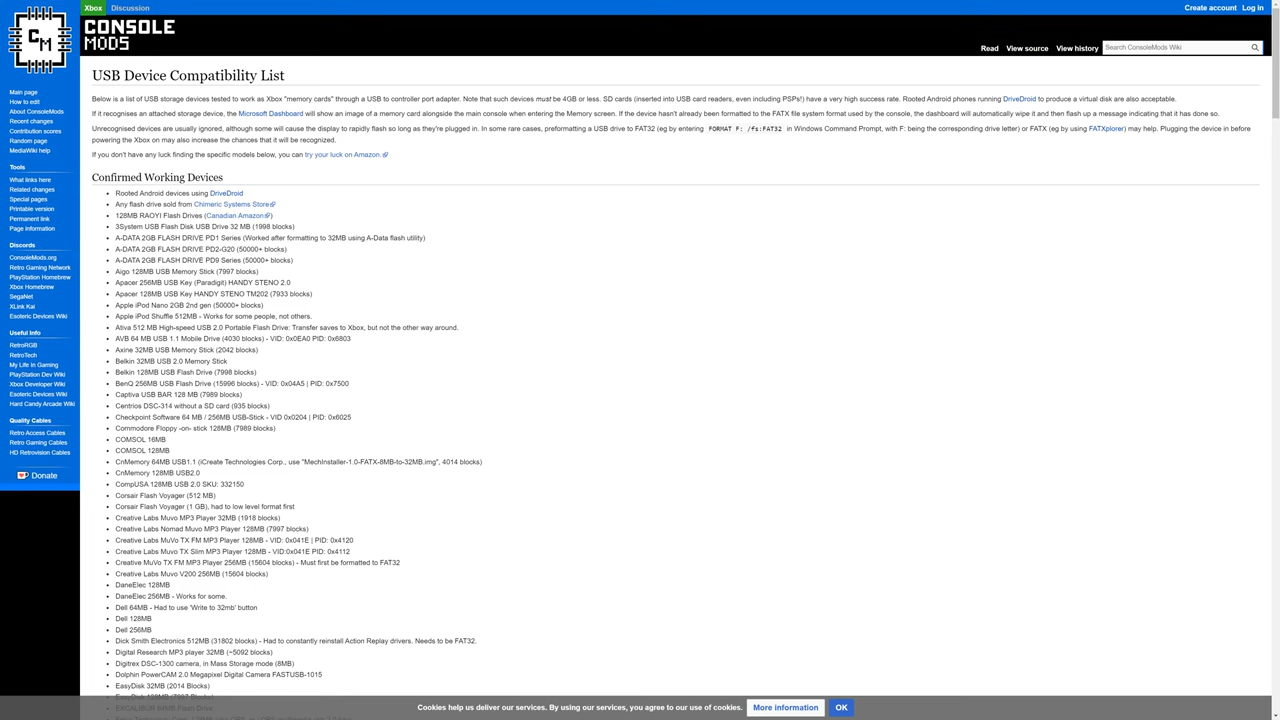 Xbox Discussion
Create account Log in
CM
CONSOLE
MODS
Read View source View history Search ConsoleMods Wiki
Main page
How to edit
About ConsoleMods
Recent changes
Contribution scores
Random page
MediaWiki help
Tools
What links here
Related changes
Special pages
Printable version
Permanent link
Page information
Discords
ConsoleMods.org
Retro Gaming Network
PlayStation Homebrew
Xbox Homebrew
SegaNet
XLink Kai
Esoteric Devices Wiki
Useful Info
RetroRGB
RetroTech
My Life In Gaming
PlayStation Dev Wiki
Xbox Developer Wiki
Esoteric Devices Wiki
Hard Candy Arcade Wiki
Quality Cables
Retro Access Cables
Retro Gaming Cables
HD Retrovision Cables
Donate
USB Device Compatibility List
Below is a list of USB storage devices tested to work as Xbox "memory cards" through a USB to controller port adapter. Note that such devices must be 4GB or less. SD cards (inserted into USB card readers, even including PSPs!) have a very high success rate. Rooted Android phones running DriveDroid to produce a virtual disk are also acceptable.
If it recognises an attached storage device, the Microsoft Dashboard will show an image of a memory card alongside the main console when entering the Memory screen. If the device hasn't already been formatted to the FATX file system format used by the console, the dashboard will automatically wipe it and then flash up a message indicating that it has done so.
Unrecognised devices are usually ignored, although some will cause the display to rapidly flash so long as they're plugged in. In some rare cases, preformatting a USB drive to FAT32 (eg by entering FORMAT F: /fs:FAT32 in Windows Command Prompt, with F: being the corresponding drive letter) or FATX (eg by using FATXplorer) may help. Plugging the device in before
powering the Xbox on may also increase the chances that it will be recognized.
If you don't have any luck finding the specific models below, you can try your luck on Amazon.
Confirmed Working Devices
• Rooted Android devices using DriveDroid
• Any flash drive sold from Chimeric Systems Store
• 128MB RAOYI Flash Drives (Canadian Amazon)
• 3System USB Flash Disk USB Drive 32 MB (1998 blocks)
• A-DATA 2GB FLASH DRIVE PD1 Series (Worked after formatting to 32MB using A-Data flash utility)
• A-DATA 2GB FLASH DRIVE PD2-G20 (50000+ blocks)
• A-DATA 2GB FLASH DRIVE PD9 Series (50000+ blocks)
• Aigo 128MB USB Memory Stick (7997 blocks)
• Apacer 256MB USB Key (Paradigit) HANDY STENO 2.0
• Apacer 128MB USB Key HANDY STENO TM202 (7933 blocks)
• Apple iPod Nano 2GB 2nd gen (50000+ blocks)
• Apple iPod Shuffle 512MB - Works for some people, not others.
• Ativa 512 MB High-speed USB 2.0 Portable Flash Drive: Transfer saves to Xbox, but not the other way around.
• AVB 64 MB USB 1.1 Mobile Drive (4030 blocks) - VID: 0x0EA0 PID: 0x6803
• Axine 32MB USB Memory Stick (2042 blocks)
• Belkin 32MB USB 2.0 Memory Stick
• Belkin 128MB USB Flash Drive (7998 blocks)
• BenQ 256MB USB Flash Drive (15996 blocks) - VID: 0x04A5 | PID: 0x7500
• Captiva USB BAR 128 MB (7989 blocks)
• Centrios DSC-314 without a SD card (935 blocks)
• Checkpoint Software 64 MB / 256MB USB-Stick - VID 0x0204 | PID: 0x6025
• Commodore Floppy -on- stick 128MB (7989 blocks)
• COMSOL 16MB
• COMSOL 128MB
• CnMemory 64MB USB1.1 (iCreate Technologies Corp., use "MechInstaller-1.0-FATX-8MB-to-32MB.img", 4014 blocks)
• CnMemory 128MB USB2.0
• CompUSA 128MB USB 2.0 SKU: 332150
• Corsair Flash Voyager (512 MB)
• Corsair Flash Voyager (1 GB), had to low level format first
• Creative Labs Muvo MP3 Player 32MB (1918 blocks)
• Creative Labs Nomad Muvo MP3 Player 128MB (7997 blocks)
• Creative Labs MuVo TX FM MP3 Player 128MB - VID: 0x041E | PID: 0x4120
• Creative Labs Muvo TX Slim MP3 Player 128MB - VID:0x041E PID: 0x4112
• Creative MuVo TX FM MP3 Player 256MB (15604 blocks) - Must first be formatted to FAT32
• Creative Labs Muvo V200 256MB (15604 blocks)
• DaneElec 128MB
• DaneElec 256MB - Works for some.
• Dell 64MB - Had to use 'Write to 32mb' button
• Dell 128MB
• Dell 256MB
• Dick Smith Electronics 512MB (31802 blocks) - Had to constantly reinstall Action Replay drivers. Needs to be FAT32.
• Digital Research MP3 player 32MB (~5092 blocks)
• Digitrex DSC-1300 camera, in Mass Storage mode (8MB)
• Dolphin PowerCAM 2.0 Megapixel Digital Camera FASTUSB-1015
• EasyDisk 32MB (2014 Blocks)
• EXCALIBUR 64MB Flash Drive
Cookies help us deliver our services. By using our services, you agree to our use of cookies. More information OK